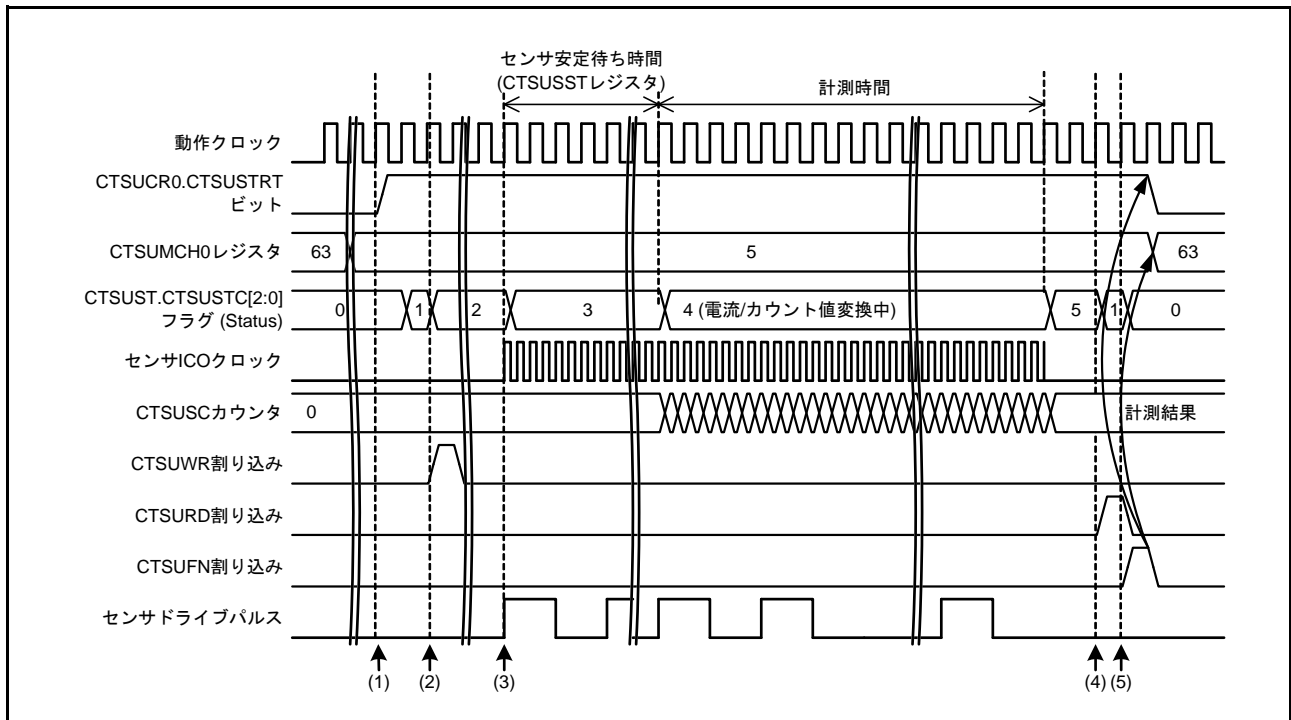 センサ安定待ち時間
(CTSUSSTレジスタ)
計測時間
動作クロック
CTSUCR0.CTSUSTRT
ビット
CTSUMCH0レジスタ
63
5
63
CTSUST.CTSUSTC[2:0]
フラグ (Status)
0
1
2
3
4 (電流/カウント値変換中)
5
1
0
センサICOクロック
CTSUSCカウンタ
0
計測結果
CTSUWR割り込み
CTSURD割り込み
CTSUFN割り込み
センサドライブパルス
(1)
(2)
(3)
(4)
(5)